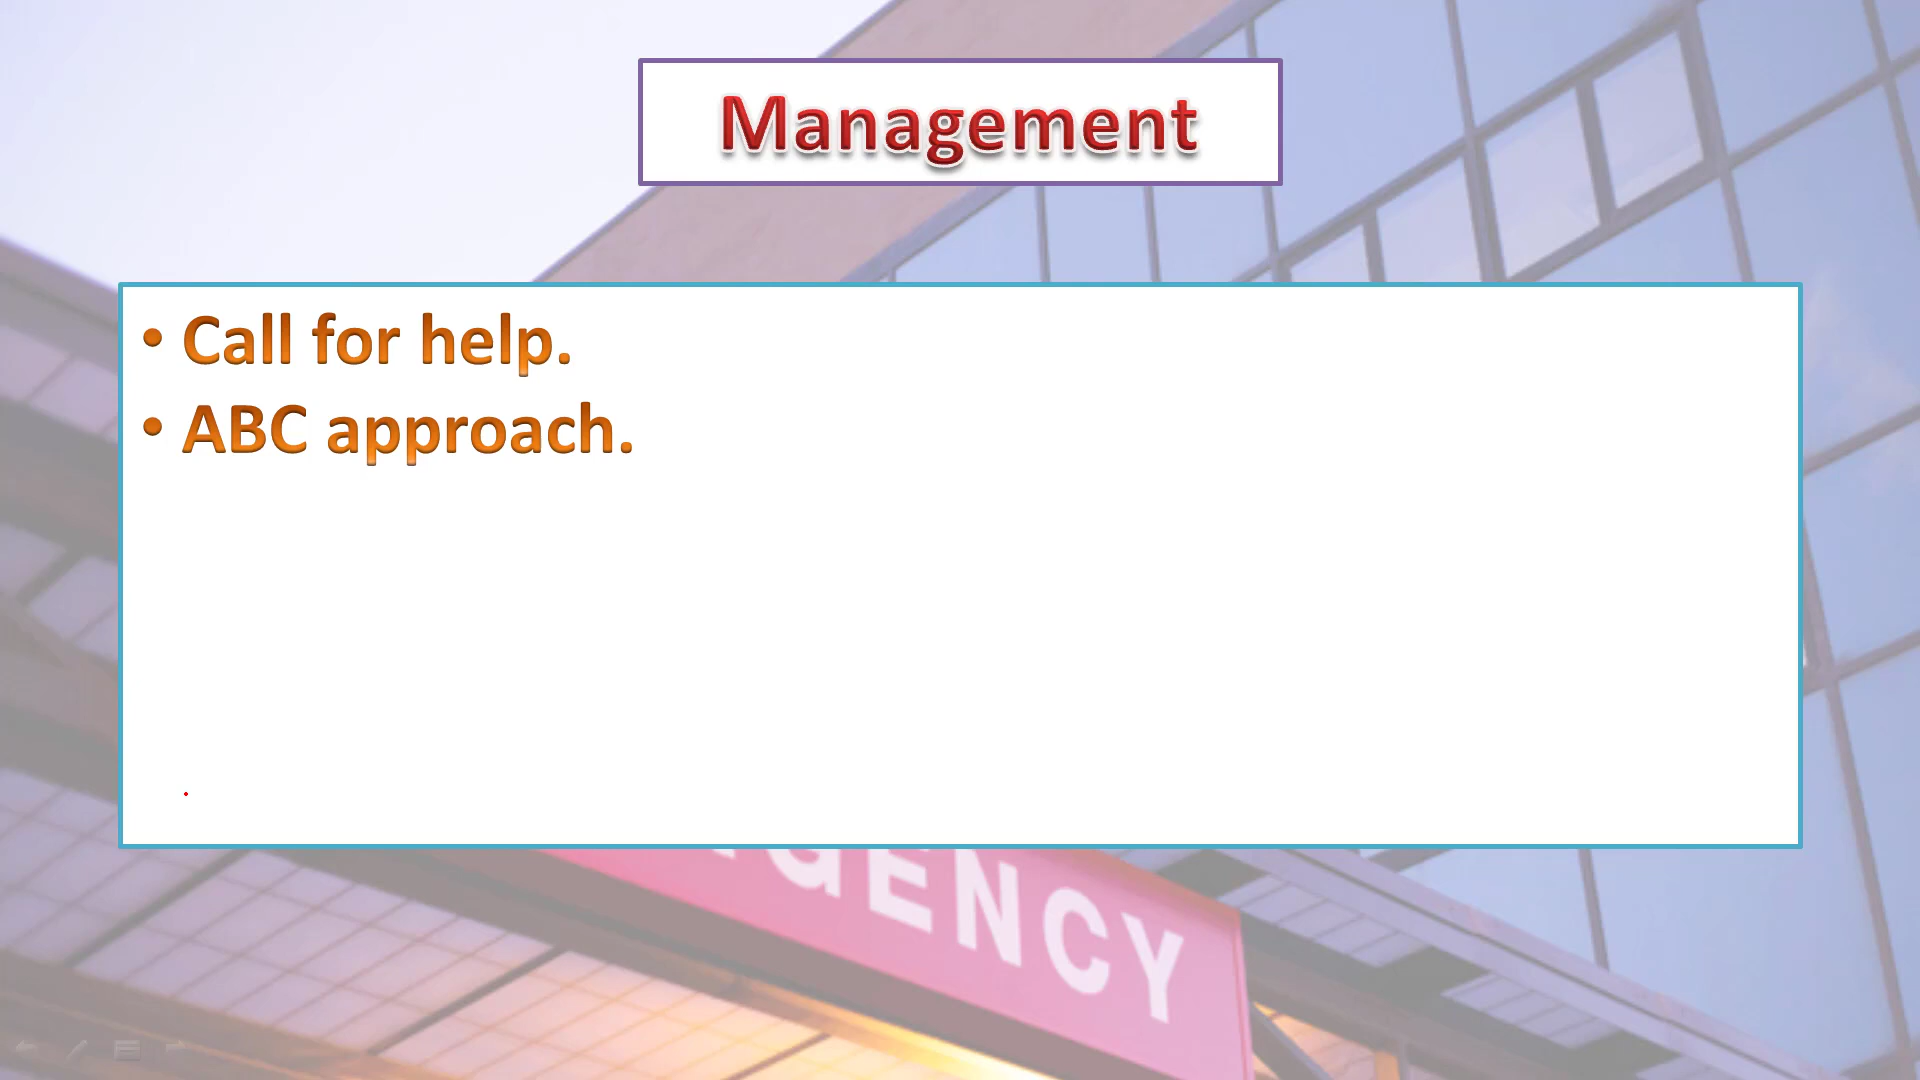 Management
• Call for help.
• ABC approach.
GENCY